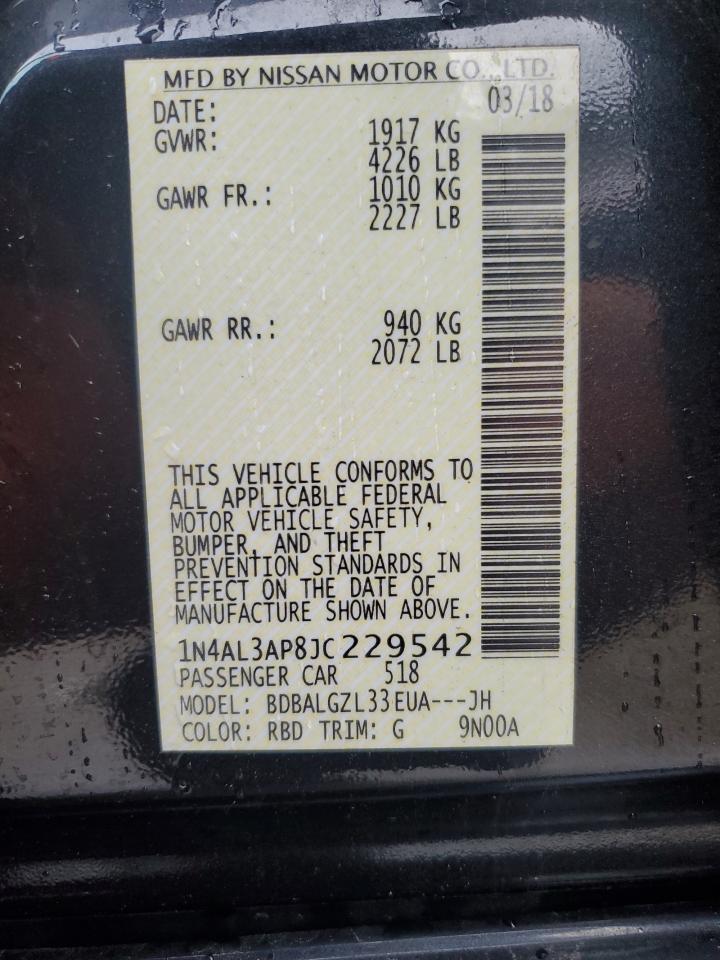 MFD BY NISSAN MOTOR CO., LTD.
DATE: 03/18
GVWR: 1917 KG
4226 LB
GAWR FR.: 1010 KG
2227 LB
GAWR RR.: 940 KG
2072 LB
THIS VEHICLE CONFORMS TO
ALL APPLICABLE FEDERAL
MOTOR VEHICLE SAFETY,
BUMPER, AND THEFT
PREVENTION STANDARDS IN
EFFECT ON THE DATE OF
MANUFACTURE SHOWN ABOVE.
1N4AL3AP8JC229542
PASSENGER CAR 518
MODEL: BDBALGZL33EUA---JH
COLOR: RBD TRIM: G 9N00A